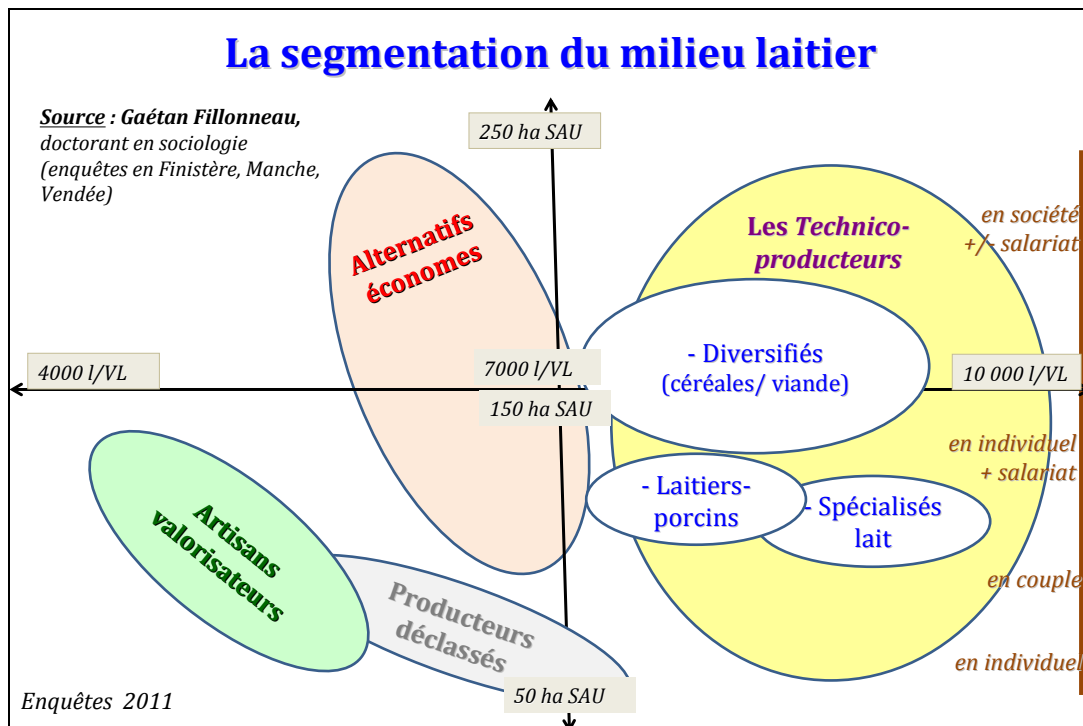 La segmentation du milieu laitier
Source : Gaétan Fillonneau,
doctorant en sociologie
(enquêtes en Finistère, Manche,
Vendée)
250 ha SAU
Alternatifs
économes
Les Technico-
producteurs
en société
+/- salariat
- Diversifiés
(céréales/ viande)
4000 l/VL
7000 l/VL
10 000 l/VL
150 ha SAU
en individuel
+ salariat
- Laitiers-
porcins
- Spécialisés
lait
Artisans
valorisateurs
Producteurs
déclassés
en couple
en individuel
50 ha SAU
Enquêtes 2011